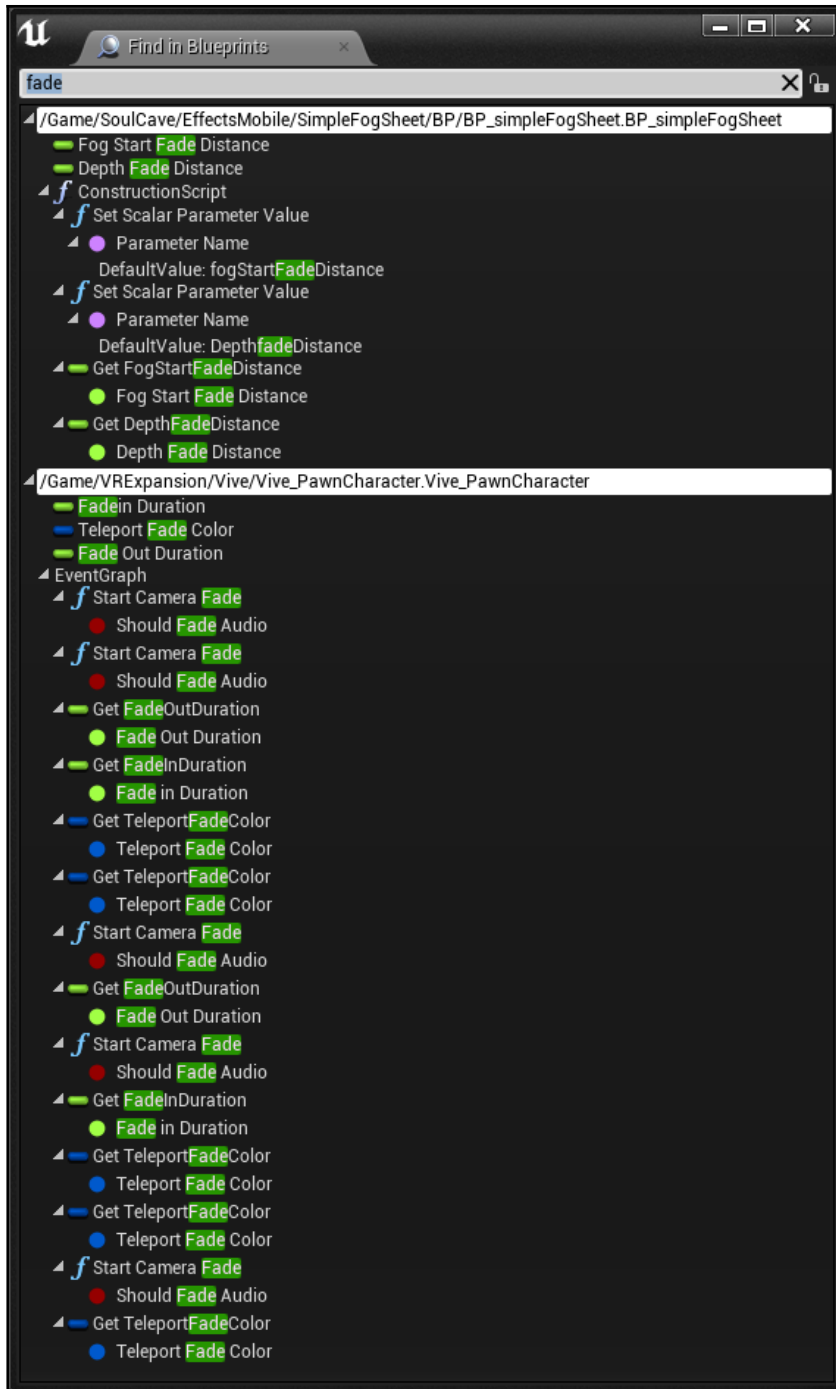 Find in Blueprints
fade
/Game/SoulCave/EffectsMobile/SimpleFogSheet/BP/BP_simpleFogSheet.BP_simpleFogSheet
Fog Start Fade Distance
Depth Fade Distance
ConstructionScript
Set Scalar Parameter Value
Parameter Name
DefaultValue: fogStartFadeDistance
Set Scalar Parameter Value
Parameter Name
DefaultValue: DepthfadeDistance
Get FogStartFadeDistance
Fog Start Fade Distance
Get DepthFadeDistance
Depth Fade Distance
/Game/VRExpansion/Vive/Vive_PawnCharacter.Vive_PawnCharacter
Fadein Duration
Teleport Fade Color
Fade Out Duration
EventGraph
Start Camera Fade
Should Fade Audio
Start Camera Fade
Should Fade Audio
Get FadeOutDuration
Fade Out Duration
Get FadeInDuration
Fade in Duration
Get TeleportFadeColor
Teleport Fade Color
Get TeleportFadeColor
Teleport Fade Color
Start Camera Fade
Should Fade Audio
Get FadeOutDuration
Fade Out Duration
Start Camera Fade
Should Fade Audio
Get FadeInDuration
Fade in Duration
Get TeleportFadeColor
Teleport Fade Color
Get TeleportFadeColor
Teleport Fade Color
Start Camera Fade
Should Fade Audio
Get TeleportFadeColor
Teleport Fade Color